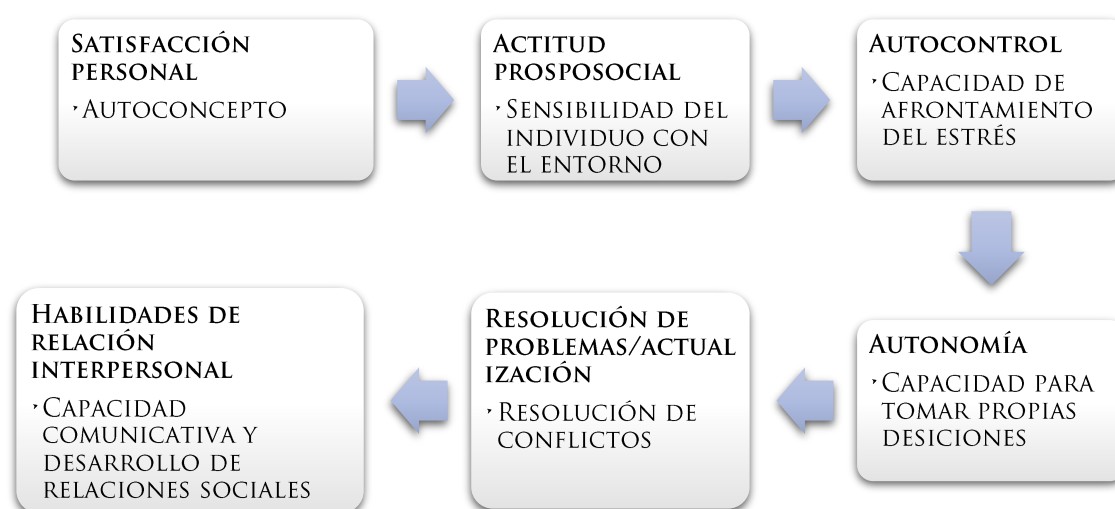 SATISFACCIÓN
PERSONAL
AUTOCONCEPTO
ACTITUD
PROSPOSOCIAL
SENSIBILIDAD DEL
INDIVIDUO CON
EL ENTORNO
AUTOCONTROL
CAPACIDAD DE
AFRONTAMIENTO
DEL ESTRÉS
AUTONOMÍA
CAPACIDAD PARA
TOMAR PROPIAS
DESICIONES
RESOLUCIÓN DE
PROBLEMAS/ACTUAL
IZACIÓN
RESOLUCIÓN DE
CONFLICTOS
HABILIDADES DE
RELACIÓN
INTERPERSONAL
CAPACIDAD
COMUNICATIVA Y
DESARROLLO DE
RELACIONES SOCIALES